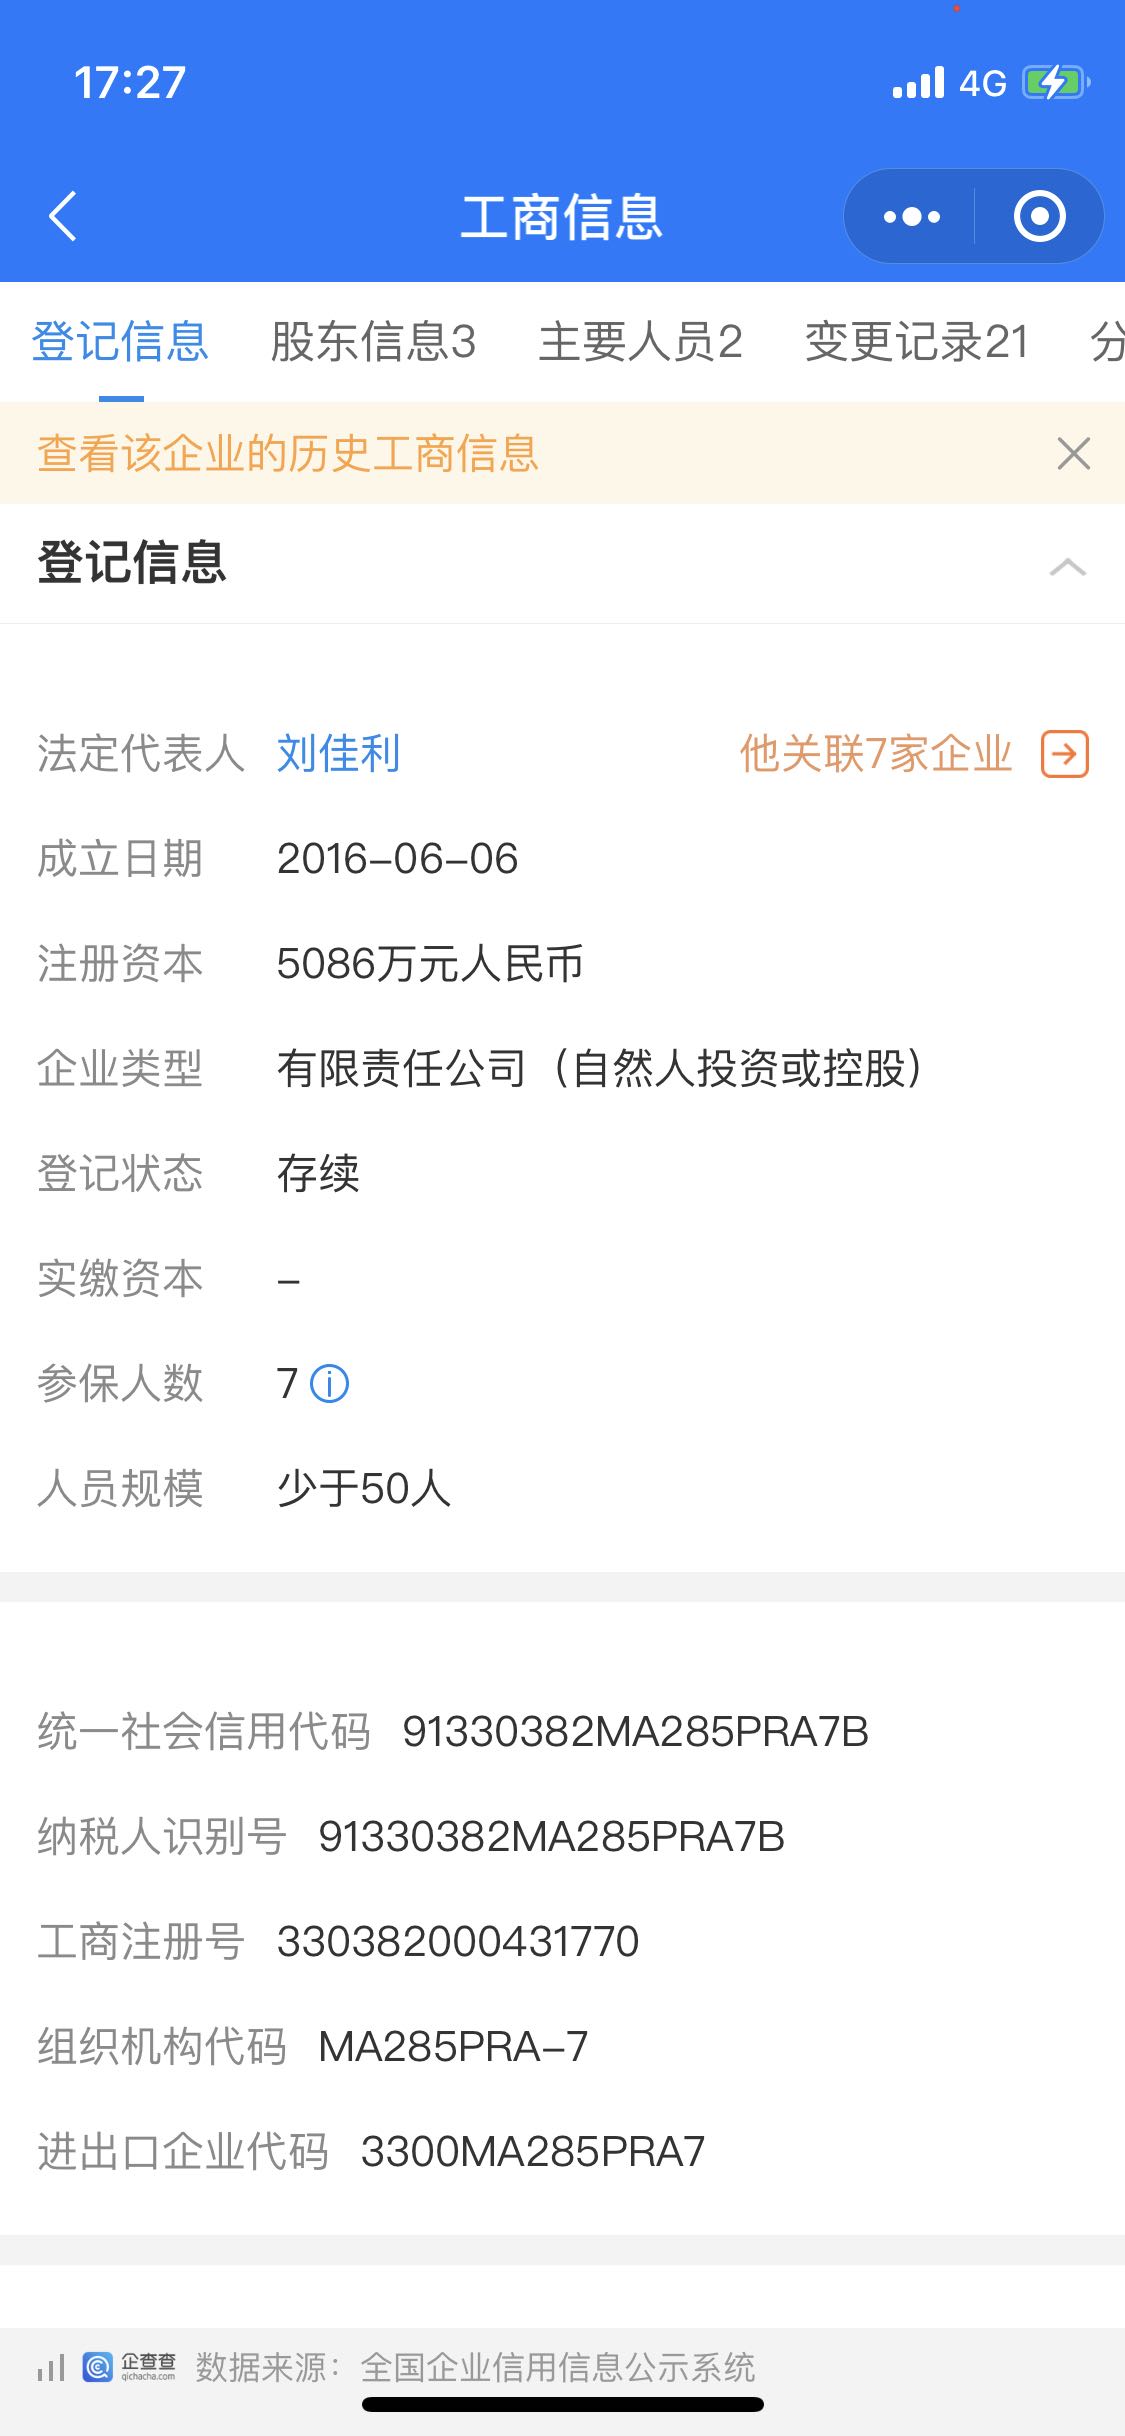 17:27
4G
工商信息
登记信息 股东信息3 主要人员2 变更记录21 分
查看该企业的历史工商信息
登记信息
法定代表人 刘佳利 他关联7家企业
成立日期 2016-06-06
注册资本 5086万元人民币
企业类型 有限责任公司（自然人投资或控股）
登记状态 存续
实缴资本 -
参保人数 7
人员规模 少于50人
统一社会信用代码 91330382MA285PRA7B
纳税人识别号 91330382MA285PRA7B
工商注册号 330382000431770
组织机构代码 MA285PRA-7
进出口企业代码 3300MA285PRA7
企查查 qichacha.com 数据来源：全国企业信用信息公示系统